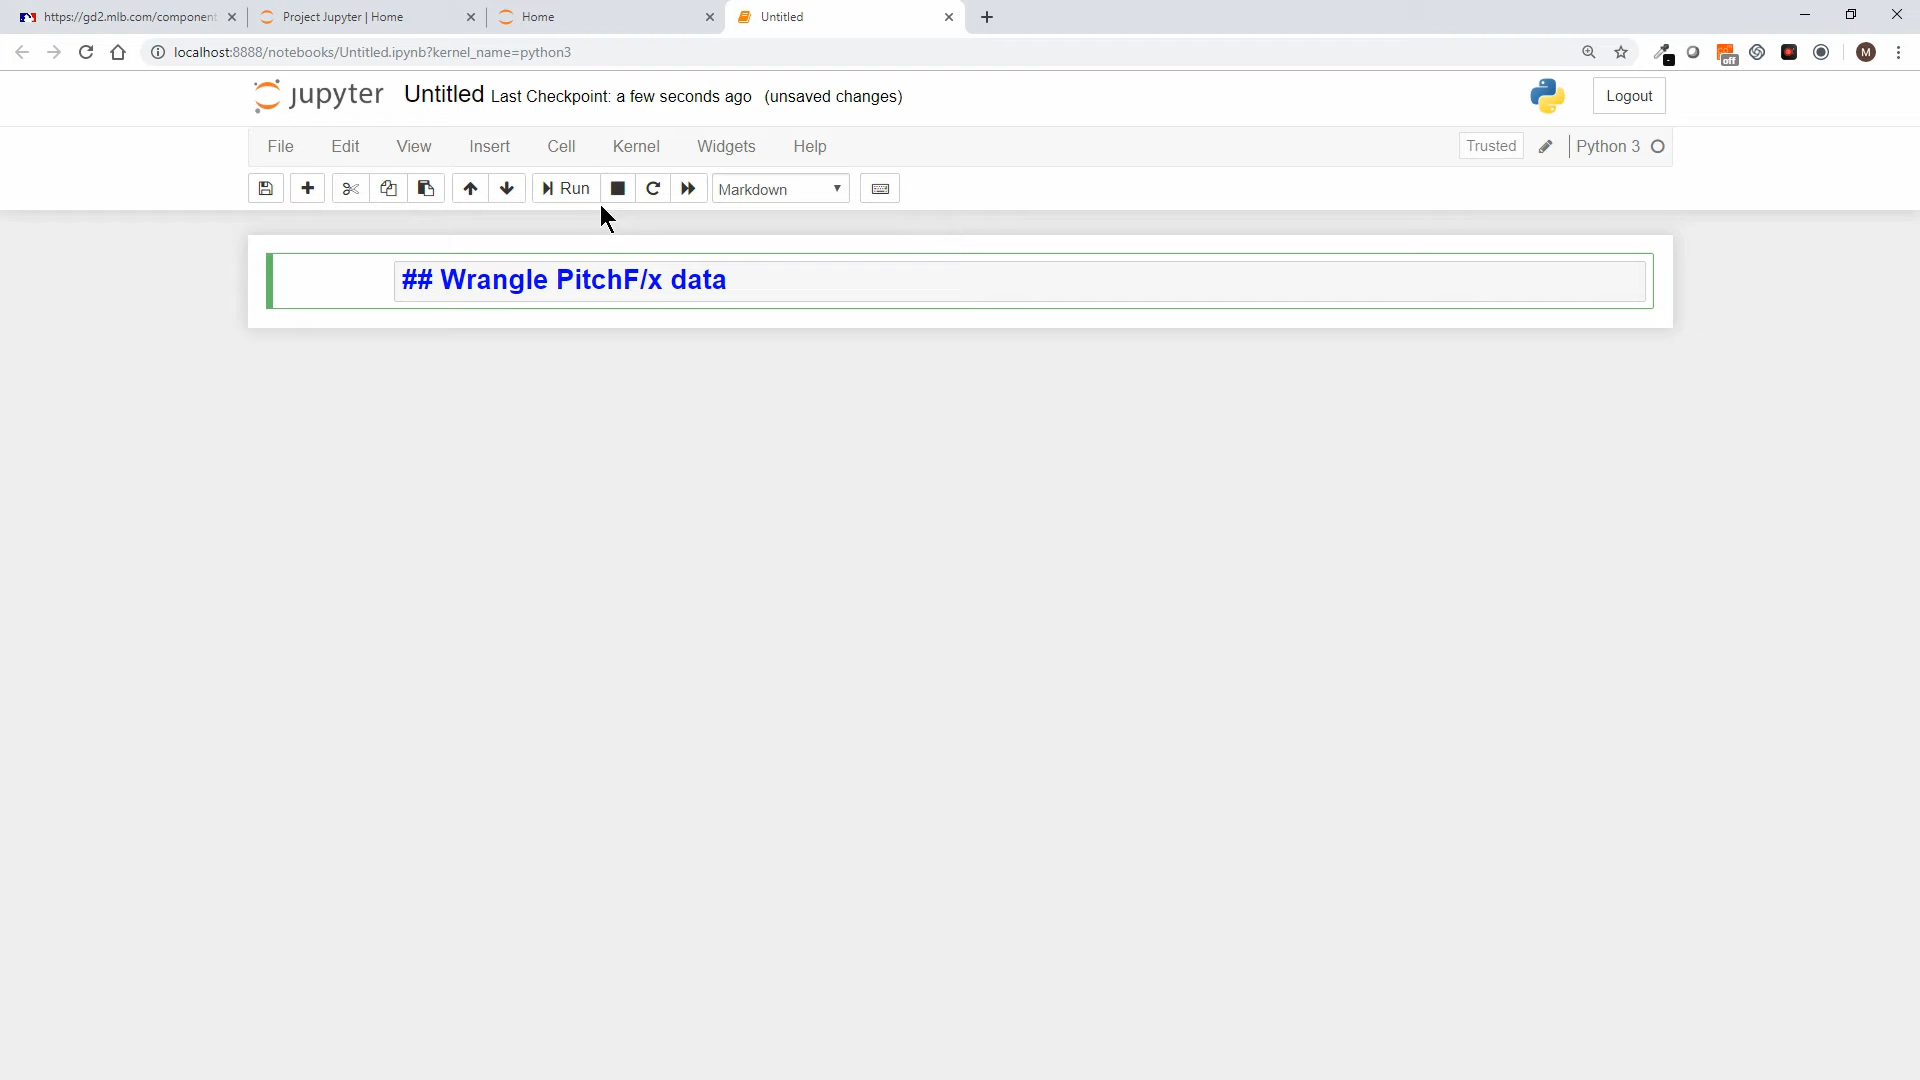 https://gd2.mlb.com/component
Project Jupyter | Home
Home
Untitled
localhost:8888/notebooks/Untitled.ipynb?kernel_name=python3
off
M
jupyter Untitled Last Checkpoint: a few seconds ago (unsaved changes)
Logout
File Edit View Insert Cell Kernel Widgets Help
Trusted Python 3
Run
Markdown
## Wrangle PitchF/x data